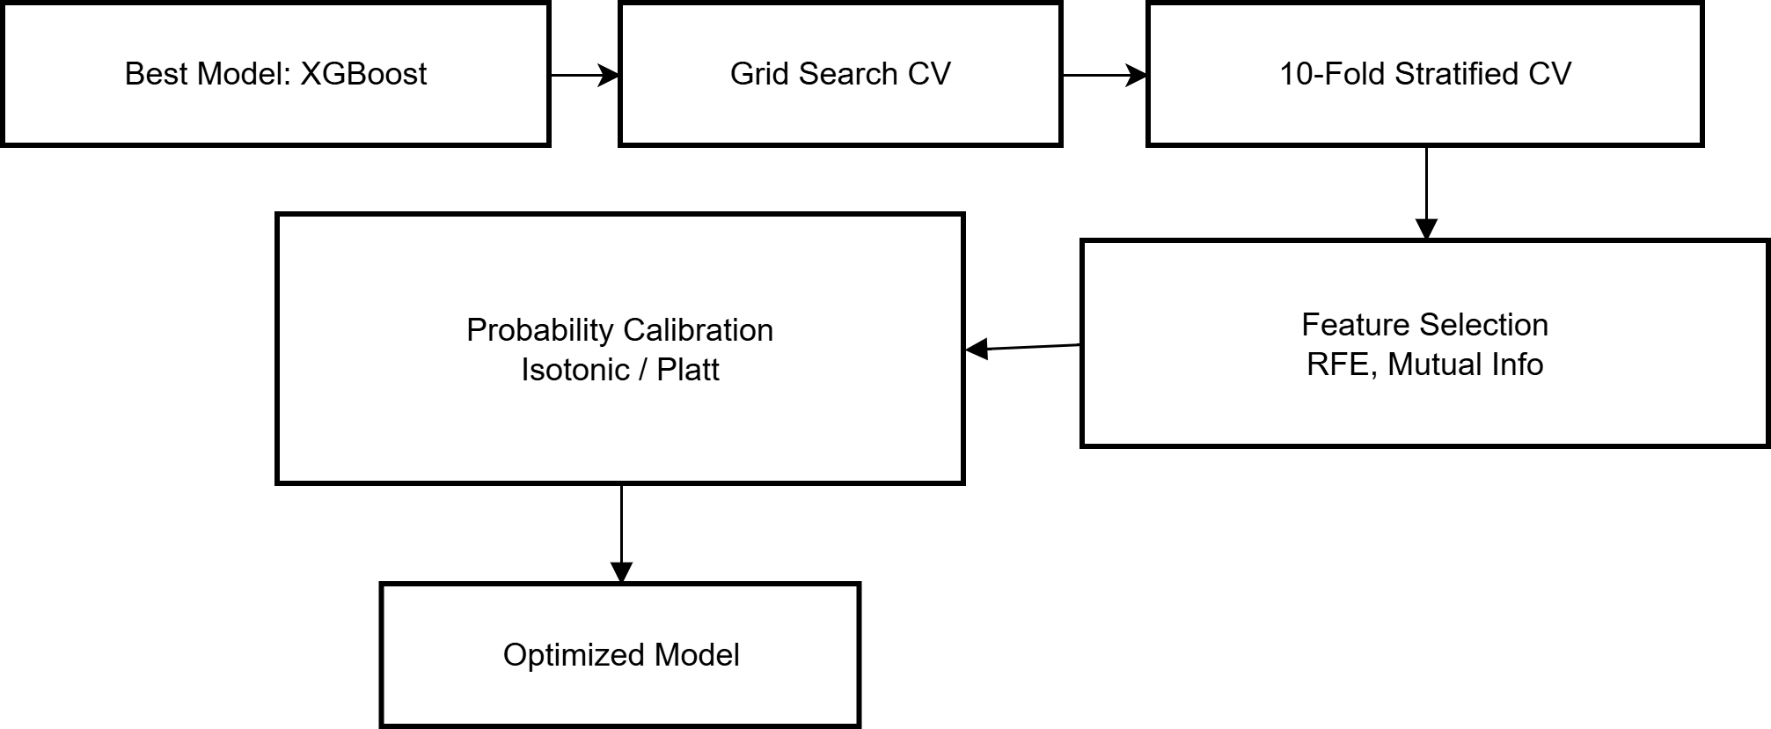 Best Model: XGBoost
Grid Search CV
10-Fold Stratified CV
Feature Selection
RFE, Mutual Info
Probability Calibration
Isotonic / Platt
Optimized Model